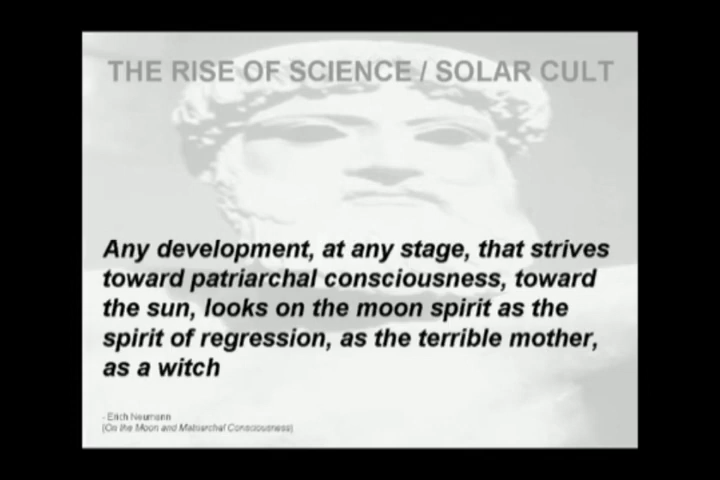 THE RISE OF SCIENCE / SOLAR CULT
Any development, at any stage, that strives
toward patriarchal consciousness, toward
the sun, looks on the moon spirit as the
spirit of regression, as the terrible mother,
as a witch
- Erich Neumann
(On the Moon and Matriarchal Consciousness)